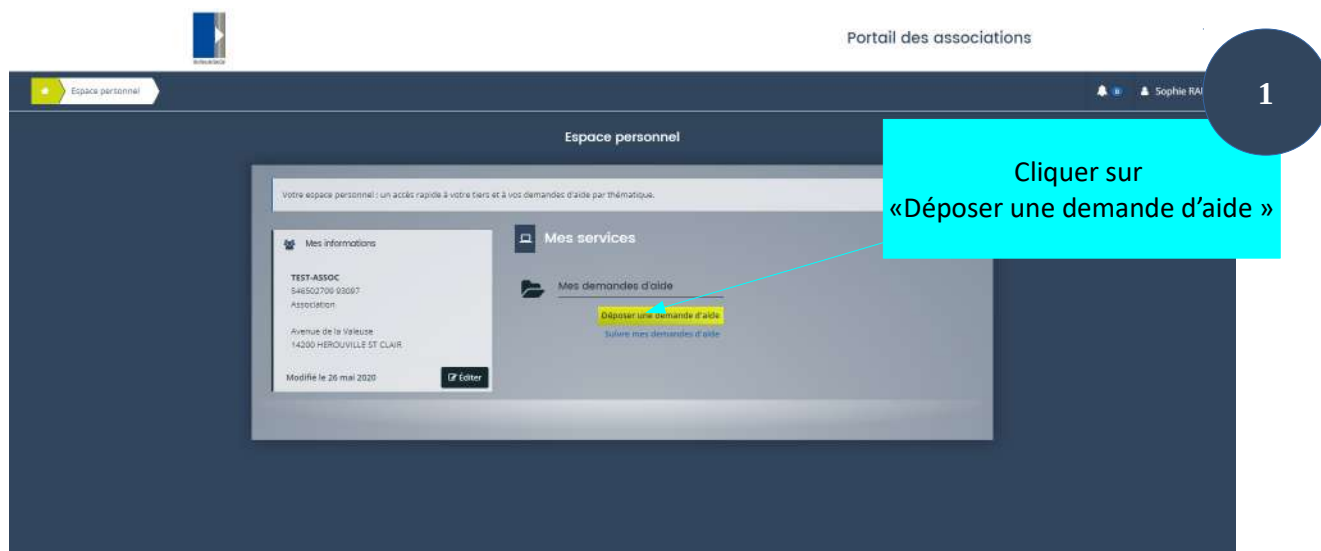 Portail des associations
Espace personnel
Sophie RA
1
Espace personnel
Cliquer sur
«Déposer une demande d’aide »
Votre espace personnel : un accès rapide à votre tiers et à vos demandes d'aide par thématique.
Mes informations
TEST-ASSOC
Association
Avenue de la Valeuse
14200 HEROUVILLE ST CLAIR
Modifié le 26 mai 2020
Éditer
Mes services
Mes demandes d'aide
Déposer une demande d'aide
Suivre mes demandes d'aide